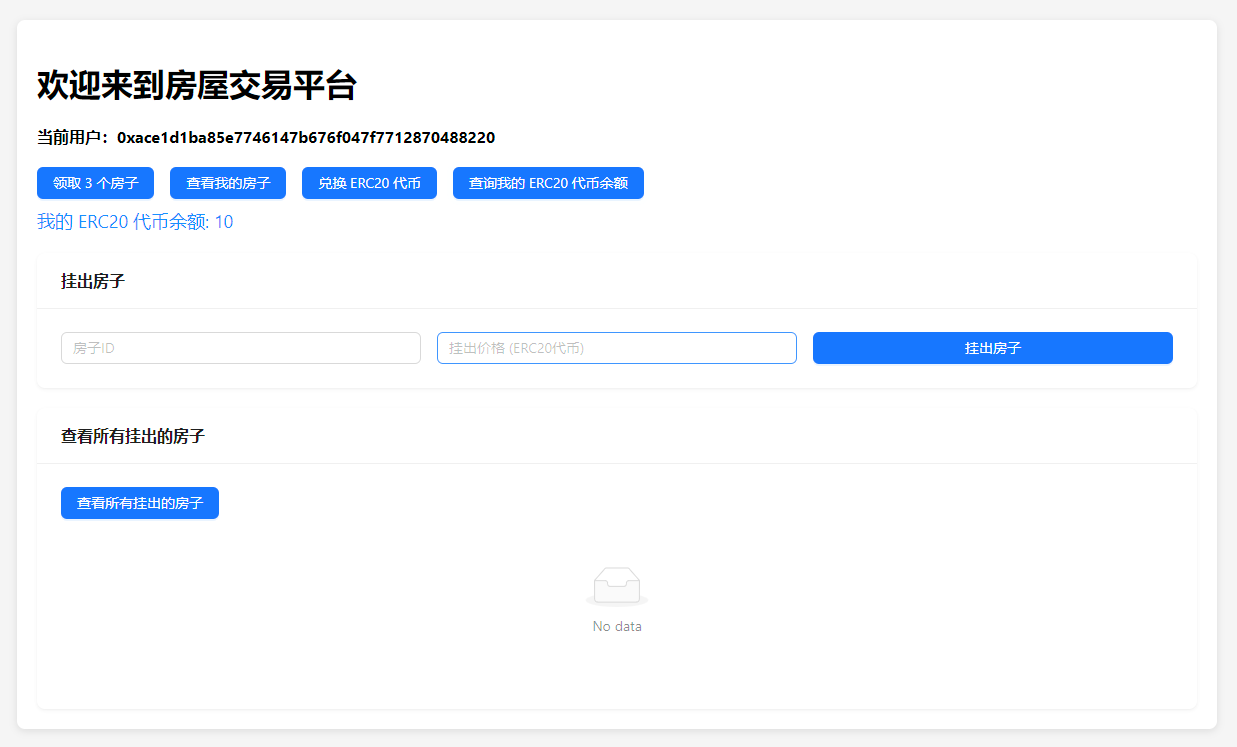 欢迎来到房屋交易平台
当前用户：0xace1d1ba85e7746147b676f047f7712870488220
领取 3 个房子 查看我的房子 兑换 ERC20 代币 查询我的 ERC20 代币余额
我的 ERC20 代币余额: 10
挂出房子
房子ID 挂出价格 (ERC20代币) 挂出房子
查看所有挂出的房子
查看所有挂出的房子
No data